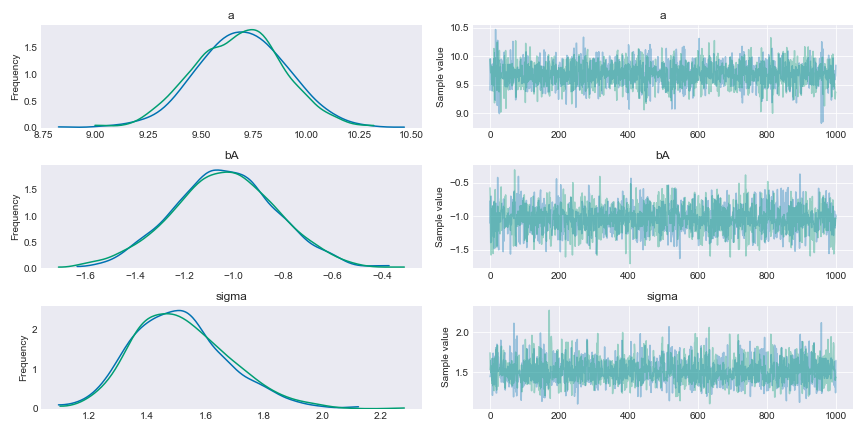 a
Frequency
1.5
1.0
0.5
0.0
8.75 9.00 9.25 9.50 9.75 10.00 10.25 10.50
a
Sample value
10.5
10.0
9.5
9.0
0 200 400 600 800 1000
bA
Frequency
1.5
1.0
0.5
0.0
−1.6 −1.4 −1.2 −1.0 −0.8 −0.6 −0.4
bA
Sample value
−0.5
−1.0
−1.5
0 200 400 600 800 1000
sigma
Frequency
2
1
0
1.2 1.4 1.6 1.8 2.0 2.2
sigma
Sample value
2.0
1.5
0 200 400 600 800 1000